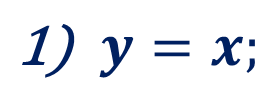 1) y = x;